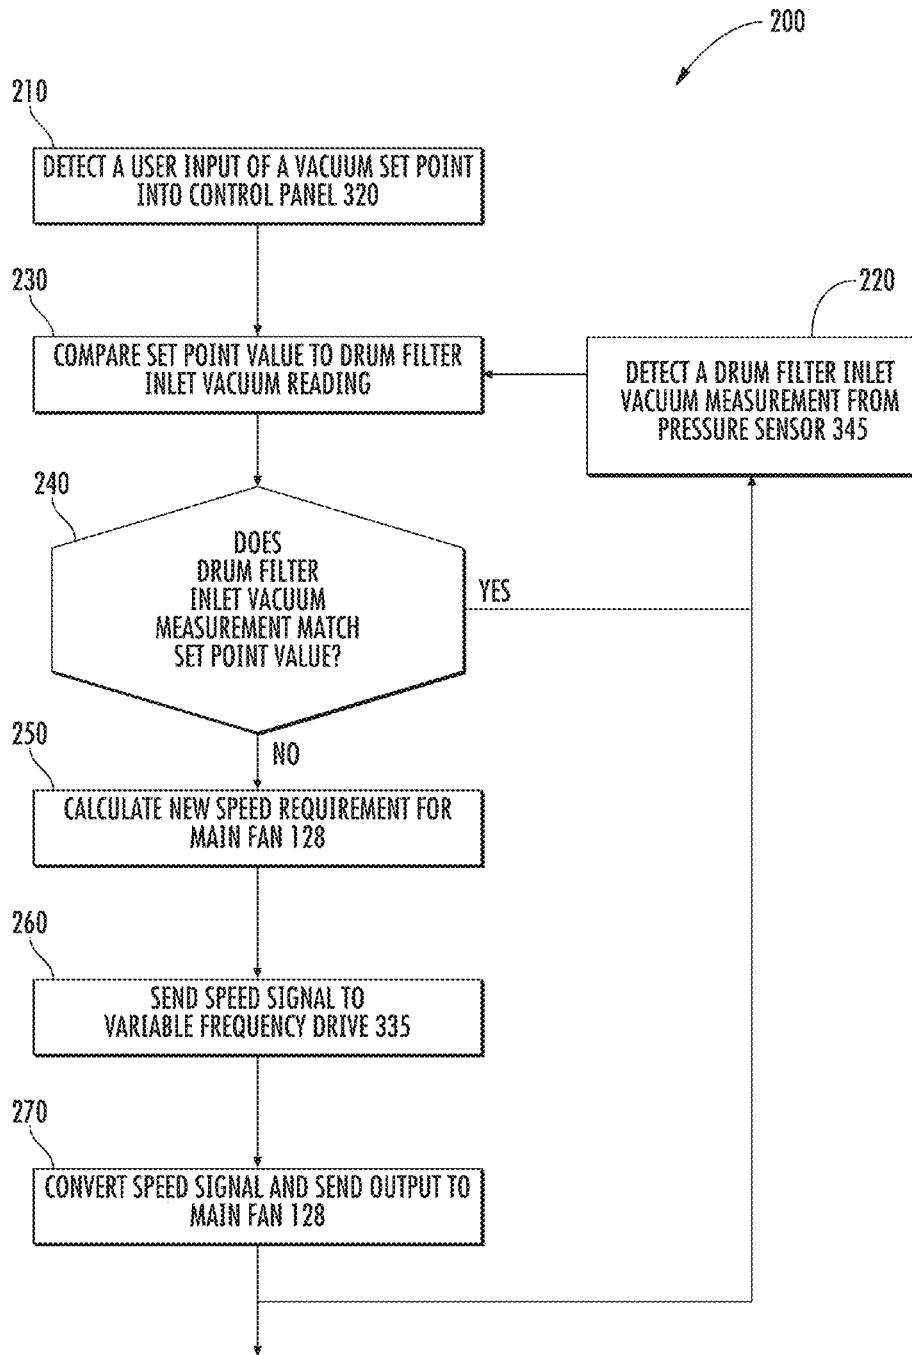 200
210
DETECT A USER INPUT OF A VACUUM SET POINT
INTO CONTROL PANEL 320
230
COMPARE SET POINT VALUE TO DRUM FILTER
INLET VACUUM READING
220
DETECT A DRUM FILTER INLET
VACUUM MEASUREMENT FROM
PRESSURE SENSOR 345
240
DOES
DRUM FILTER
INLET VACUUM
MEASUREMENT MATCH
SET POINT VALUE?
YES
NO
250
CALCULATE NEW SPEED REQUIREMENT FOR
MAIN FAN 128
260
SEND SPEED SIGNAL TO
VARIABLE FREQUENCY DRIVE 335
270
CONVERT SPEED SIGNAL AND SEND OUTPUT TO
MAIN FAN 128